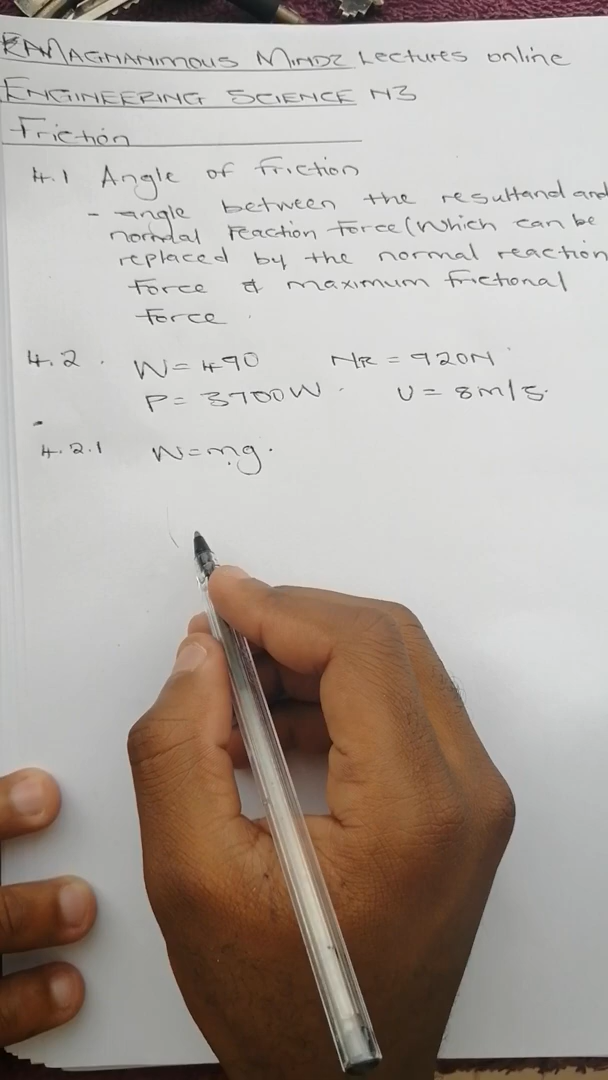 RAMAGNANIMOUS MINDZ Lectures online
ENGINEERING SCIENCE N3
Friction
4.1 Angle of friction
- angle between the resultand and
normal reaction force (which can be
replaced by the normal reaction
force & maximum frictional
force.
4.2. W = 490 NR = 920N
P = 3700W. U = 8m/s.
4.2.1 W = mg.